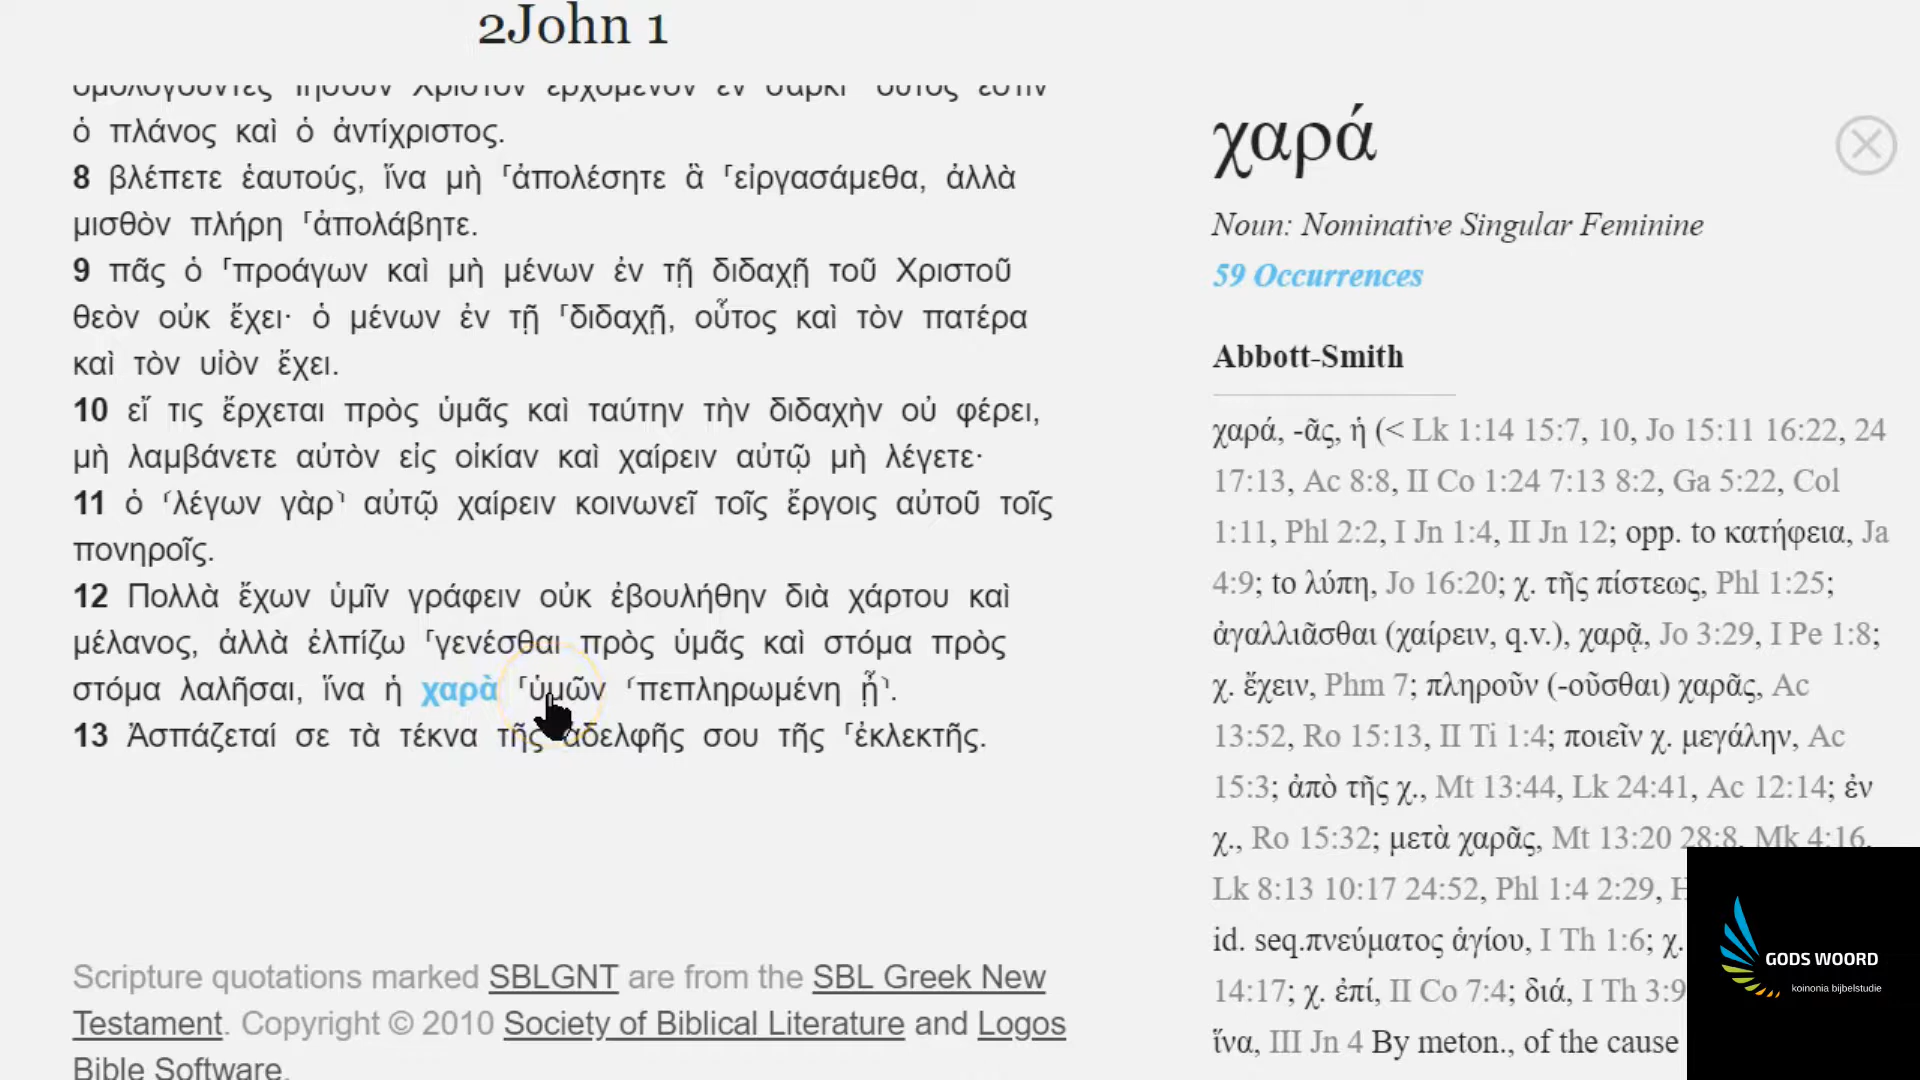 2John 1
ὁμολογοῦντες Ἰησοῦν Χριστὸν ἐρχόμενον ἐν σαρκί οὗτός ἐστιν
ὁ πλάνος καὶ ὁ ἀντίχριστος.
8 βλέπετε ἑαυτούς, ἵνα μὴ ⸀ἀπολέσητε ἃ ⸀εἰργασάμεθα, ἀλλὰ
μισθὸν πλήρη ⸀ἀπολάβητε.
9 πᾶς ὁ ⸀προάγων καὶ μὴ μένων ἐν τῇ διδαχῇ τοῦ Χριστοῦ
θεὸν οὐκ ἔχει· ὁ μένων ἐν τῇ ⸀διδαχῇ, οὗτος καὶ τὸν πατέρα
καὶ τὸν υἱὸν ἔχει.
10 εἴ τις ἔρχεται πρὸς ὑμᾶς καὶ ταύτην τὴν διδαχὴν οὐ φέρει,
μὴ λαμβάνετε αὐτὸν εἰς οἰκίαν καὶ χαίρειν αὐτῷ μὴ λέγετε·
11 ὁ ⸂λέγων γὰρ⸃ αὐτῷ χαίρειν κοινωνεῖ τοῖς ἔργοις αὐτοῦ τοῖς
πονηροῖς.
12 Πολλὰ ἔχων ὑμῖν γράφειν οὐκ ἐβουλήθην διὰ χάρτου καὶ
μέλανος, ἀλλὰ ἐλπίζω ⸀γενέσθαι πρὸς ὑμᾶς καὶ στόμα πρὸς
στόμα λαλῆσαι, ἵνα ἡ χαρὰ ⸀ὑμῶν ⸂πεπληρωμένη ᾖ⸃.
13 Ἀσπάζεταί σε τὰ τέκνα τῆς ἀδελφῆς σου τῆς ⸀ἐκλεκτῆς.
Scripture quotations marked SBLGNT are from the SBL Greek New
Testament. Copyright © 2010 Society of Biblical Literature and Logos
Bible Software.
χαρά
Noun: Nominative Singular Feminine
59 Occurrences
Abbott-Smith
χαρά, -ᾶς, ἡ (< Lk 1:14 15:7, 10, Jo 15:11 16:22, 24
17:13, Ac 8:8, II Co 1:24 7:13 8:2, Ga 5:22, Col
1:11, Phl 2:2, I Jn 1:4, II Jn 12; opp. to κατήφεια, Ja
4:9; to λύπη, Jo 16:20; χ. τῆς πίστεως, Phl 1:25;
ἀγαλλιᾶσθαι (χαίρειν, q.v.), χαρᾷ, Jo 3:29, I Pe 1:8;
χ. ἔχειν, Phm 7; πληροῦν (-οῦσθαι) χαρᾶς, Ac
13:52, Ro 15:13, II Ti 1:4; ποιεῖν χ. μεγάλην, Ac
15:3; ἀπὸ τῆς χ., Mt 13:44, Lk 24:41, Ac 12:14; ἐν
χ., Ro 15:32; μετὰ χαρᾶς, Mt 13:20 28:8, Mk 4:16,
Lk 8:13 10:17 24:52, Phl 1:4 2:29,
id. seq.πνεύματος ἁγίου, I Th 1:6; χ.
14:17; χ. ἐπί, II Co 7:4; διά, I Th 3:9
ἵνα, III Jn 4 By meton., of the cause
GODS WOORD
koinonia bijbelstudie